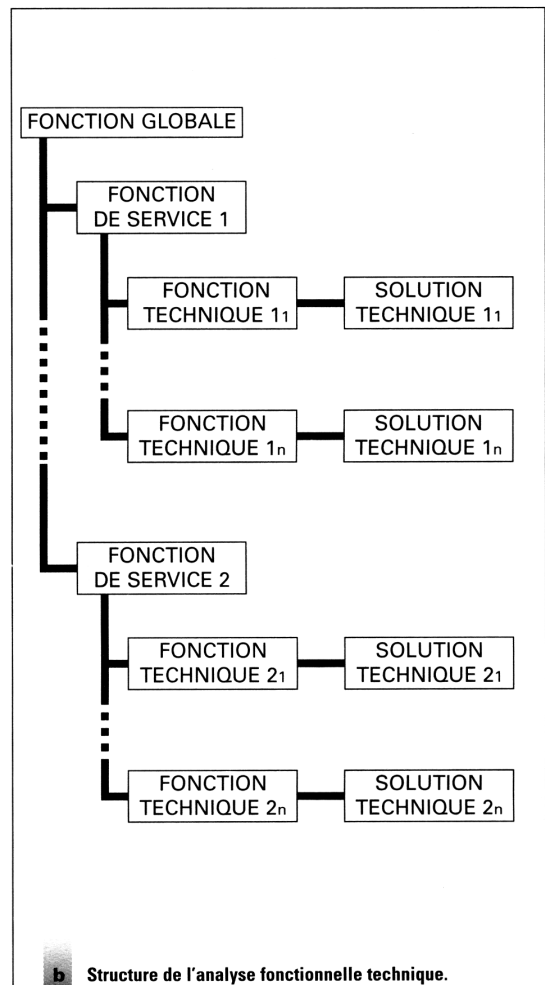 FONCTION GLOBALE
FONCTION
DE SERVICE 1
FONCTION
TECHNIQUE 11
SOLUTION
TECHNIQUE 11
FONCTION
TECHNIQUE 1n
SOLUTION
TECHNIQUE 1n
FONCTION
DE SERVICE 2
FONCTION
TECHNIQUE 21
SOLUTION
TECHNIQUE 21
FONCTION
TECHNIQUE 2n
SOLUTION
TECHNIQUE 2n
b Structure de l'analyse fonctionnelle technique.